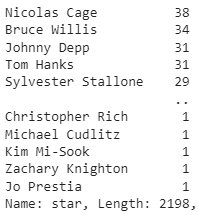 Nicolas Cage 38
Bruce Willis 34
Johnny Depp 31
Tom Hanks 31
Sylvester Stallone 29
..
Christopher Rich 1
Michael Cudlitz 1
Kim Mi-Sook 1
Zachary Knighton 1
Jo Prestia 1
Name: star, Length: 2198,